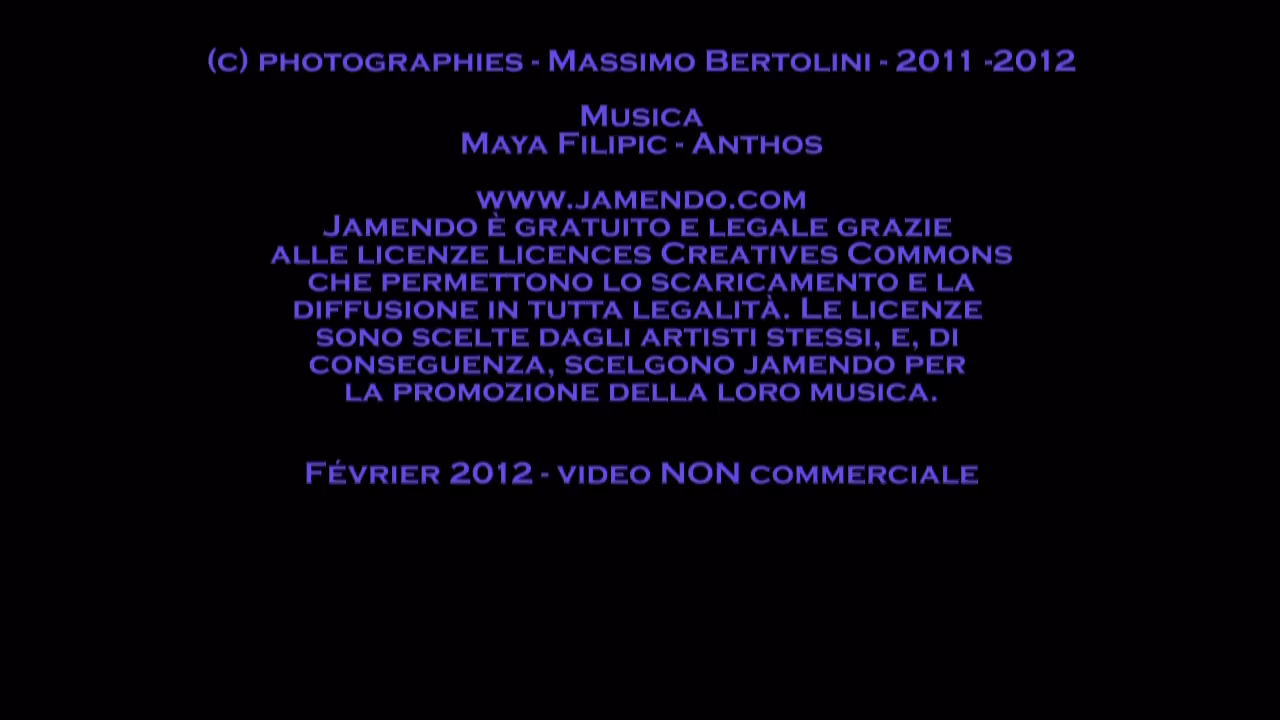 (c) photographies - Massimo Bertolini - 2011 -2012
Musica
Maya Filipic - Anthos
www.jamendo.com
Jamendo è gratuito e legale grazie
alle licenze licences Creatives Commons
che permettono lo scaricamento e la
diffusione in tutta legalità. Le licenze
sono scelte dagli artisti stessi, e, di
conseguenza, scelgono jamendo per
la promozione della loro musica.
Février 2012 - video NON commerciale